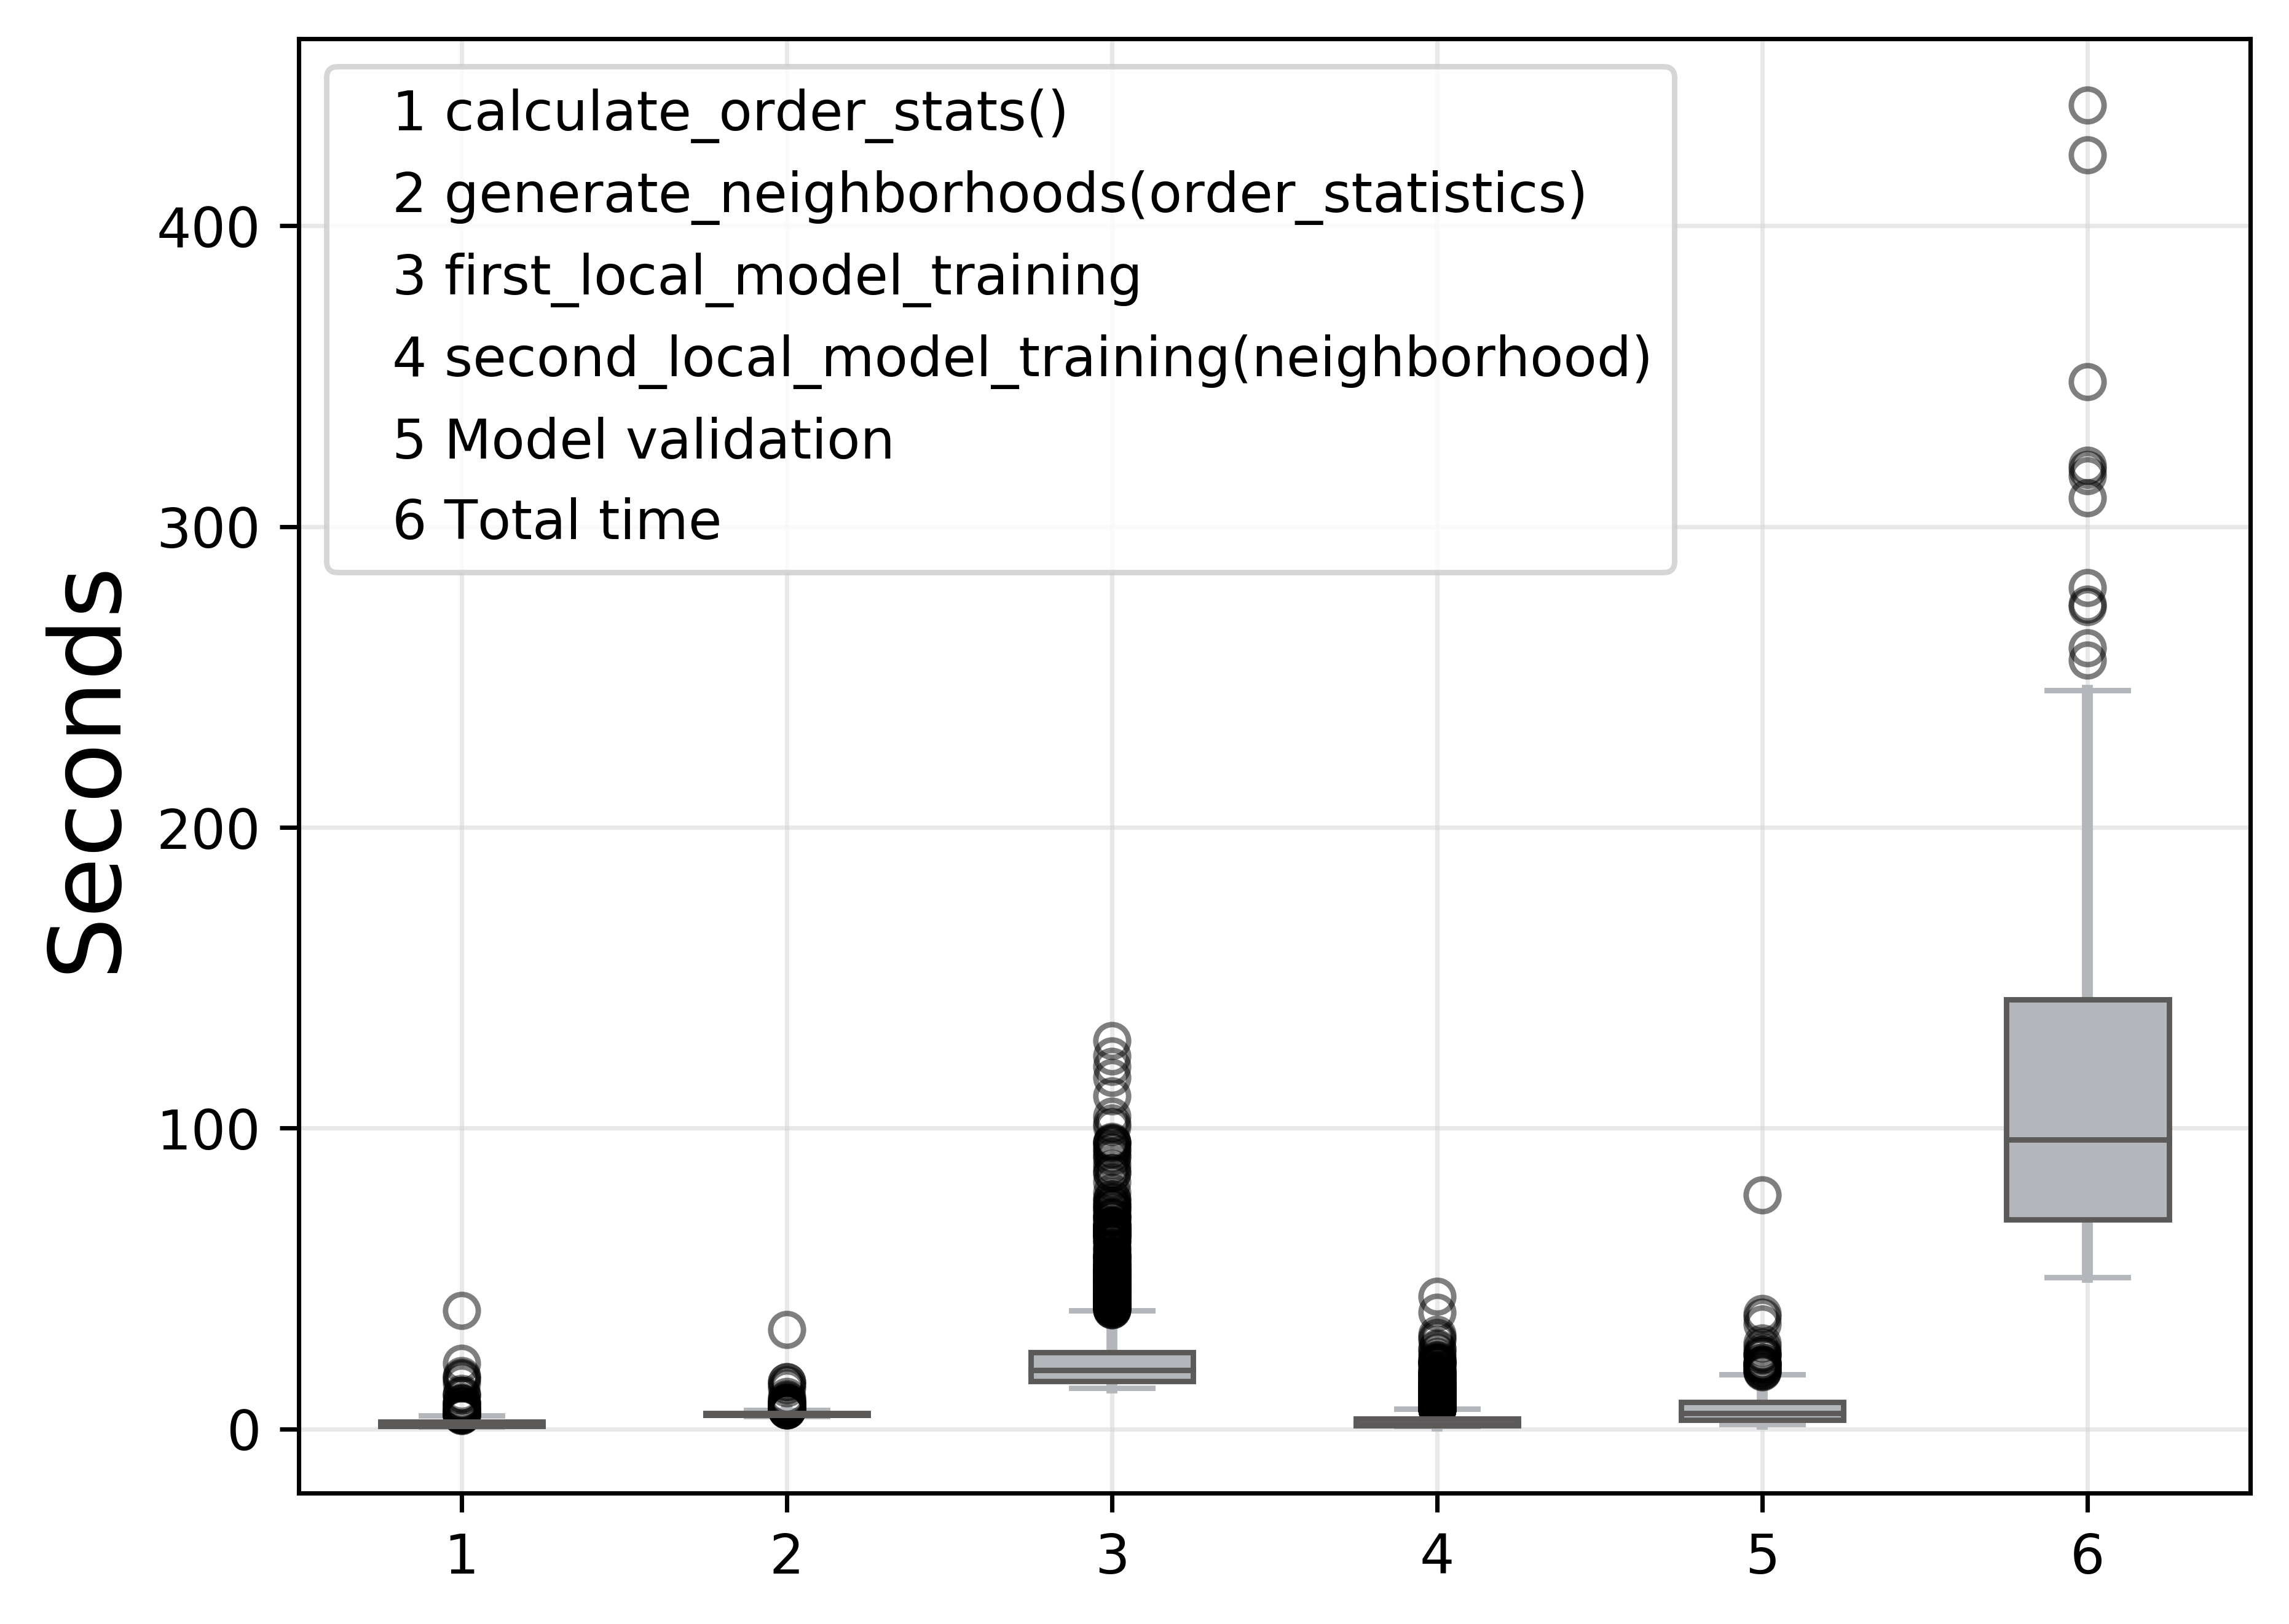 1 calculate_order_stats()
2 generate_neighborhoods(order_statistics)
3 first_local_model_training
4 second_local_model_training(neighborhood)
5 Model validation
6 Total time
Seconds
400
300
200
100
0
1 2 3 4 5 6